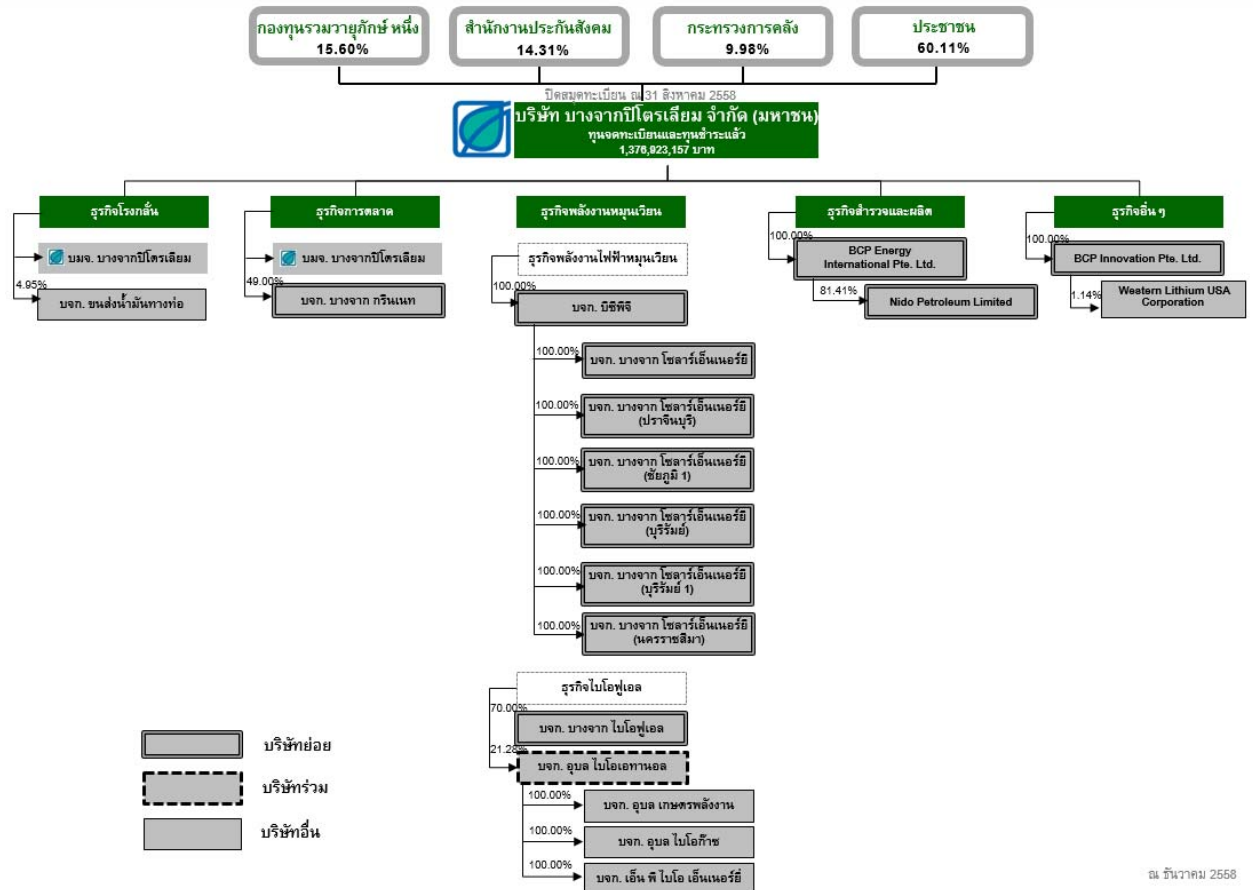 กองทุนรวมวายุภักษ์ หนึ่ง
15.60%
สำนักงานประกันสังคม
14.31%
กระทรวงการคลัง
9.98%
ประชาชน
60.11%
ปิดสมุดทะเบียน ณ 31 สิงหาคม 2558
บริษัท บางจากปิโตรเลียม จำกัด (มหาชน)
ทุนจดทะเบียนและทุนชำระแล้ว
1,376,923,157 บาท
ธุรกิจโรงกลั่น
บมจ. บางจากปิโตรเลียม
4.95%
บจก. ขนส่งน้ำมันทางท่อ
ธุรกิจการตลาด
บมจ. บางจากปิโตรเลียม
49.00%
บจก. บางจาก กรีนเนท
ธุรกิจพลังงานหมุนเวียน
ธุรกิจพลังงานไฟฟ้าหมุนเวียน
100.00%
บจก. บีซีพีจี
100.00%
บจก. บางจาก โซลาร์เอ็นเนอร์ยี
100.00%
บจก. บางจาก โซลาร์เอ็นเนอร์ยี
(ปราจีนบุรี)
100.00%
บจก. บางจาก โซลาร์เอ็นเนอร์ยี
(ชัยภูมิ 1)
100.00%
บจก. บางจาก โซลาร์เอ็นเนอร์ยี
(บุรีรัมย์)
100.00%
บจก. บางจาก โซลาร์เอ็นเนอร์ยี
(บุรีรัมย์ 1)
100.00%
บจก. บางจาก โซลาร์เอ็นเนอร์ยี
(นครราชสีมา)
ธุรกิจไบโอฟูเอล
70.00%
บจก. บางจาก ไบโอฟูเอล
21.28%
บจก. อุบล ไบโอเอทานอล
100.00%
บจก. อุบล เกษตรพลังงาน
100.00%
บจก. อุบล ไบโอก๊าซ
100.00%
บจก. เอ็น พี ไบโอ เอ็นเนอร์ยี่
ธุรกิจสำรวจและผลิต
100.00%
BCP Energy
International Pte. Ltd.
81.41%
Nido Petroleum Limited
ธุรกิจอื่น ๆ
100.00%
BCP Innovation Pte. Ltd.
1.14%
Western Lithium USA
Corporation
บริษัทย่อย
บริษัทร่วม
บริษัทอื่น
ณ ธันวาคม 2558